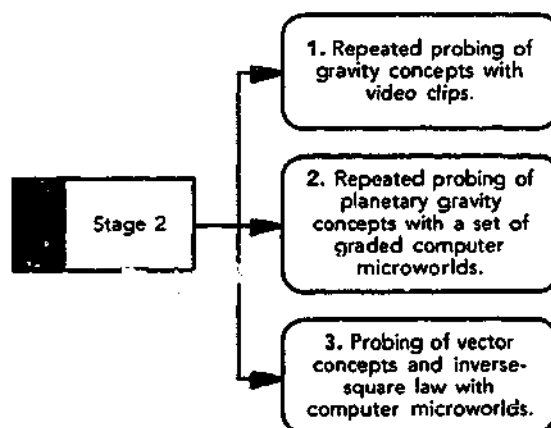 1. Repeated probing of
gravity concepts with
video clips.
Stage 2
2. Repeated probing of
planetary gravity
concepts with a set of
graded computer
microworlds.
3. Probing of vector
concepts and inverse-
square law with
computer microworlds.